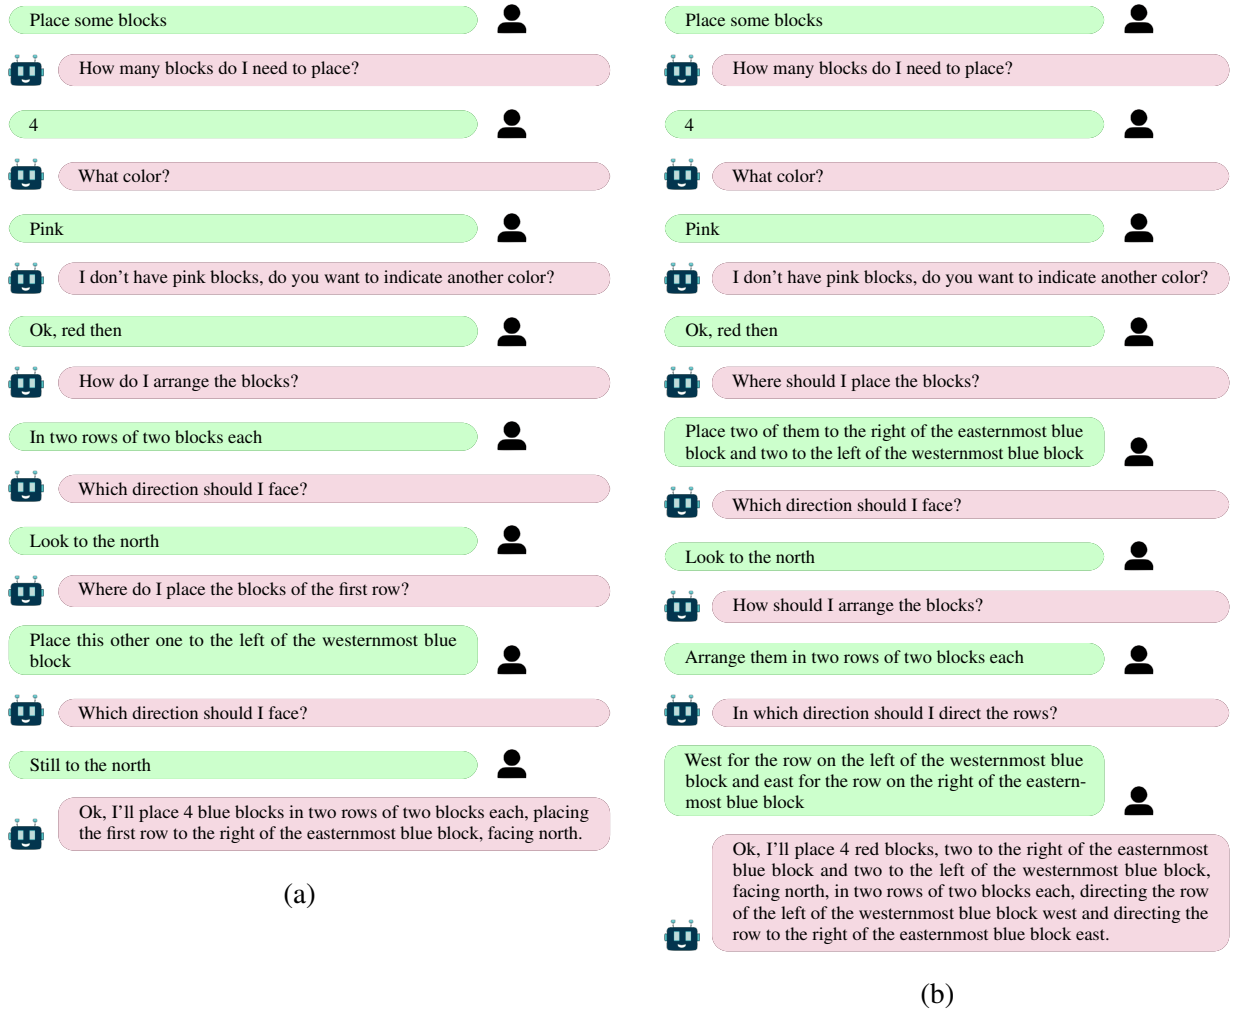 Place some blocks
How many blocks do I need to place?
4
What color?
Pink
I don't have pink blocks, do you want to indicate another color?
Ok, red then
How do I arrange the blocks?
In two rows of two blocks each
Which direction should I face?
Look to the north
Where do I place the blocks of the first row?
Place this other one to the left of the westernmost blue
block
Which direction should I face?
Still to the north
Ok, I'll place 4 blue blocks in two rows of two blocks each, placing
the first row to the right of the easternmost blue block, facing north.
(a)
Place some blocks
How many blocks do I need to place?
4
What color?
Pink
I don't have pink blocks, do you want to indicate another color?
Ok, red then
Where should I place the blocks?
Place two of them to the right of the easternmost blue
block and two to the left of the westernmost blue block
Which direction should I face?
Look to the north
How should I arrange the blocks?
Arrange them in two rows of two blocks each
In which direction should I direct the rows?
West for the row on the left of the westernmost blue
block and east for the row on the right of the eastern-
most blue block
Ok, I'll place 4 red blocks, two to the right of the easternmost
blue block and two to the left of the westernmost blue block,
facing north, in two rows of two blocks each, directing the row
of the left of the westernmost blue block west and directing the
row to the right of the easternmost blue block east.
(b)